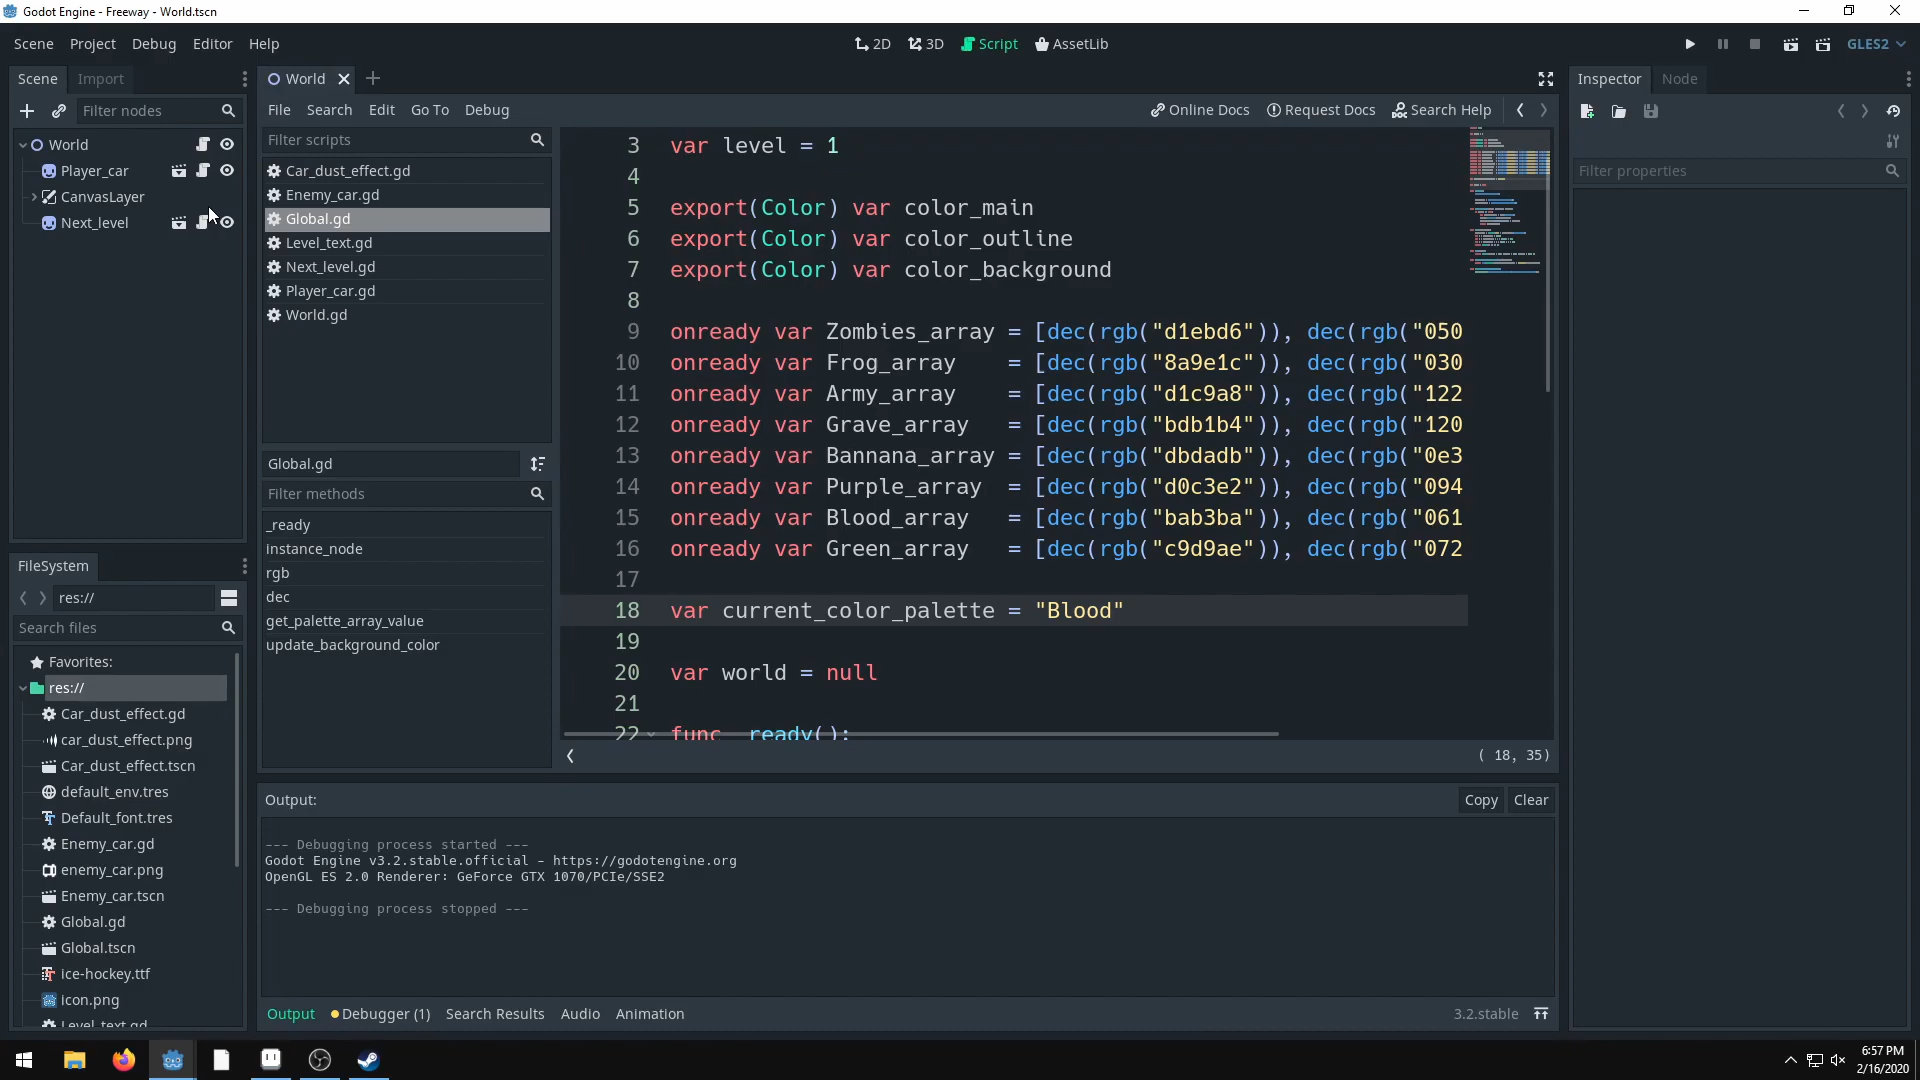 Godot Engine - Freeway - World.tscn
Scene Project Debug Editor Help
2D 3D Script AssetLib
GLES2
Scene Import
World
Inspector Node
Filter nodes
File Search Edit Go To Debug
Online Docs Request Docs Search Help
World
Player_car
CanvasLayer
Next_level
Filter scripts
Car_dust_effect.gd
Enemy_car.gd
Global.gd
Level_text.gd
Next_level.gd
Player_car.gd
World.gd
Global.gd
Filter methods
_ready
instance_node
rgb
dec
get_palette_array_value
update_background_color
3 var level = 1
4
5 export(Color) var color_main
6 export(Color) var color_outline
7 export(Color) var color_background
8
9 onready var Zombies_array = [dec(rgb("d1ebd6")), dec(rgb("050
10 onready var Frog_array = [dec(rgb("8a9e1c")), dec(rgb("030
11 onready var Army_array = [dec(rgb("d1c9a8")), dec(rgb("122
12 onready var Grave_array = [dec(rgb("bdb1b4")), dec(rgb("120
13 onready var Bannana_array = [dec(rgb("dbdadb")), dec(rgb("0e3
14 onready var Purple_array = [dec(rgb("d0c3e2")), dec(rgb("094
15 onready var Blood_array = [dec(rgb("bab3ba")), dec(rgb("061
16 onready var Green_array = [dec(rgb("c9d9ae")), dec(rgb("072
17
18 var current_color_palette = "Blood"
19
20 var world = null
21
22 func _ready():
( 18, 35)
Filter properties
FileSystem
res://
Search files
Favorites:
res://
Car_dust_effect.gd
car_dust_effect.png
Car_dust_effect.tscn
default_env.tres
Default_font.tres
Enemy_car.gd
enemy_car.png
Enemy_car.tscn
Global.gd
Global.tscn
ice-hockey.ttf
icon.png
Level_text.gd
Output:
Copy Clear
--- Debugging process started ---
Godot Engine v3.2.stable.official - https://godotengine.org
OpenGL ES 2.0 Renderer: GeForce GTX 1070/PCIe/SSE2
--- Debugging process stopped ---
Output Debugger (1) Search Results Audio Animation
3.2.stable
6:57 PM
2/16/2020